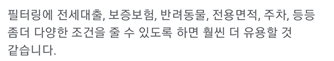 필터링에 전세대출, 보증보험, 반려동물, 전용면적, 주차, 등등
좀더 다양한 조건을 줄 수 있도록 하면 훨씬 더 유용할 것
같습니다.